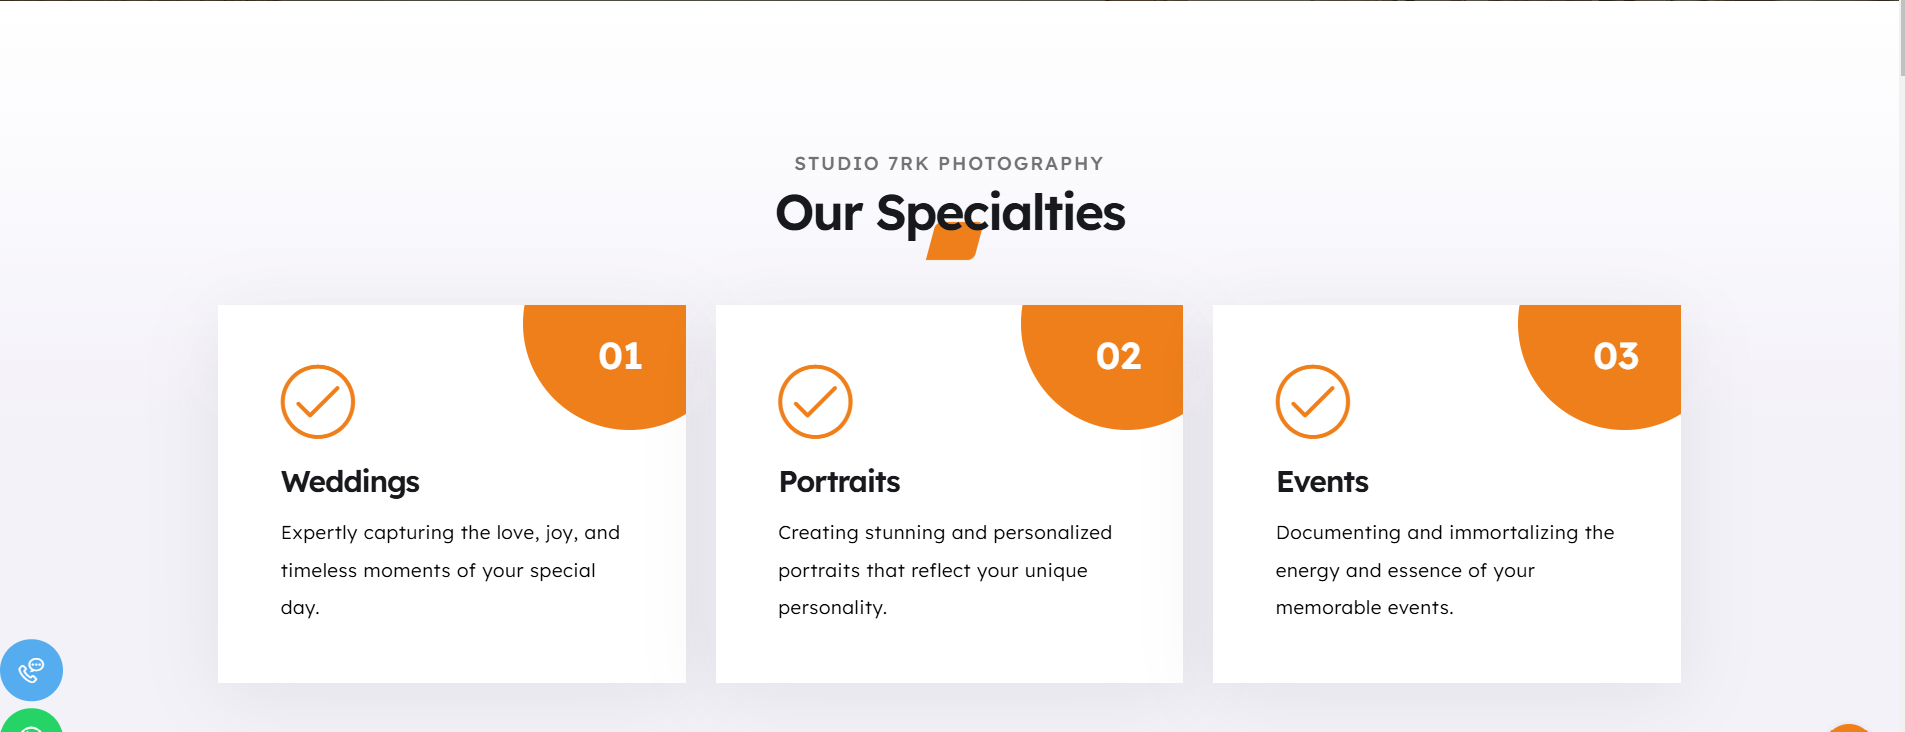 STUDIO 7RK PHOTOGRAPHY
Our Specialties
01
Weddings
Expertly capturing the love, joy, and
timeless moments of your special
day.
02
Portraits
Creating stunning and personalized
portraits that reflect your unique
personality.
03
Events
Documenting and immortalizing the
energy and essence of your
memorable events.